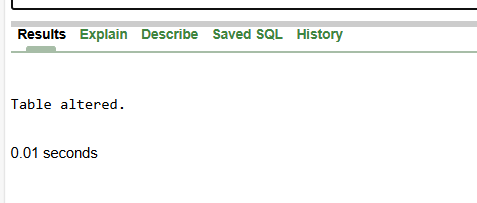 Results Explain Describe Saved SQL History
Table altered.
0.01 seconds